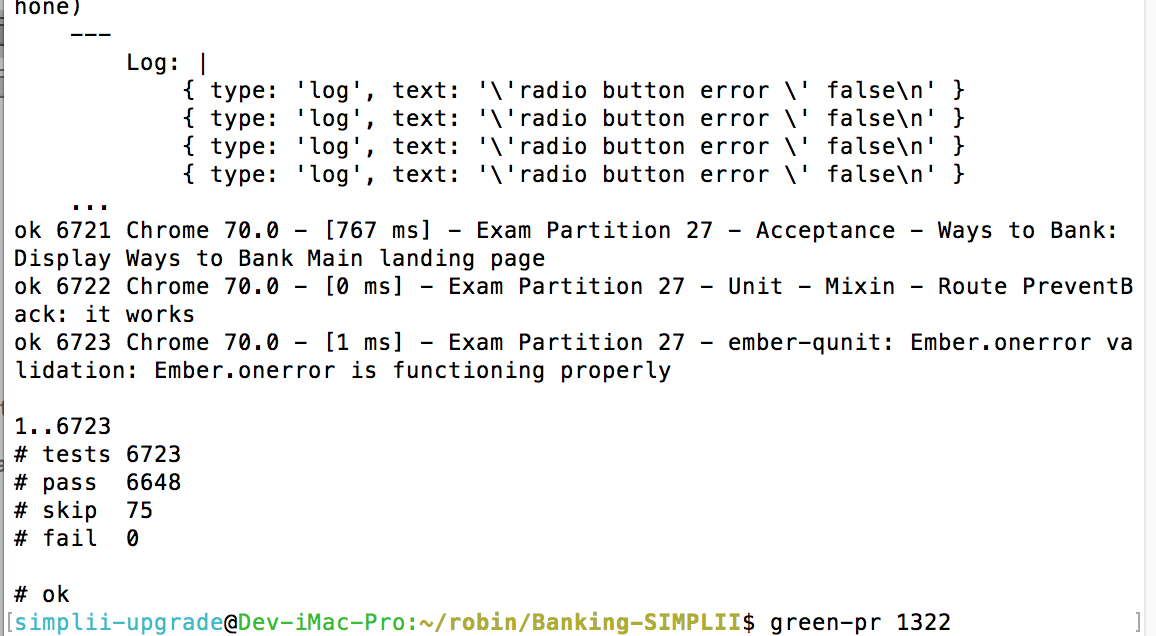 hone)
    ---
        Log: |
            { type: 'log', text: '\'radio button error \' false\n' }
            { type: 'log', text: '\'radio button error \' false\n' }
            { type: 'log', text: '\'radio button error \' false\n' }
            { type: 'log', text: '\'radio button error \' false\n' }
    ...
ok 6721 Chrome 70.0 - [767 ms] - Exam Partition 27 - Acceptance - Ways to Bank:
Display Ways to Bank Main landing page
ok 6722 Chrome 70.0 - [0 ms] - Exam Partition 27 - Unit - Mixin - Route PreventB
ack: it works
ok 6723 Chrome 70.0 - [1 ms] - Exam Partition 27 - ember-qunit: Ember.onerror va
lidation: Ember.onerror is functioning properly

1..6723
# tests 6723
# pass  6648
# skip  75
# fail  0

# ok
[simplii-upgrade@Dev-iMac-Pro:~/robin/Banking-SIMPLII$ green-pr 1322 ]